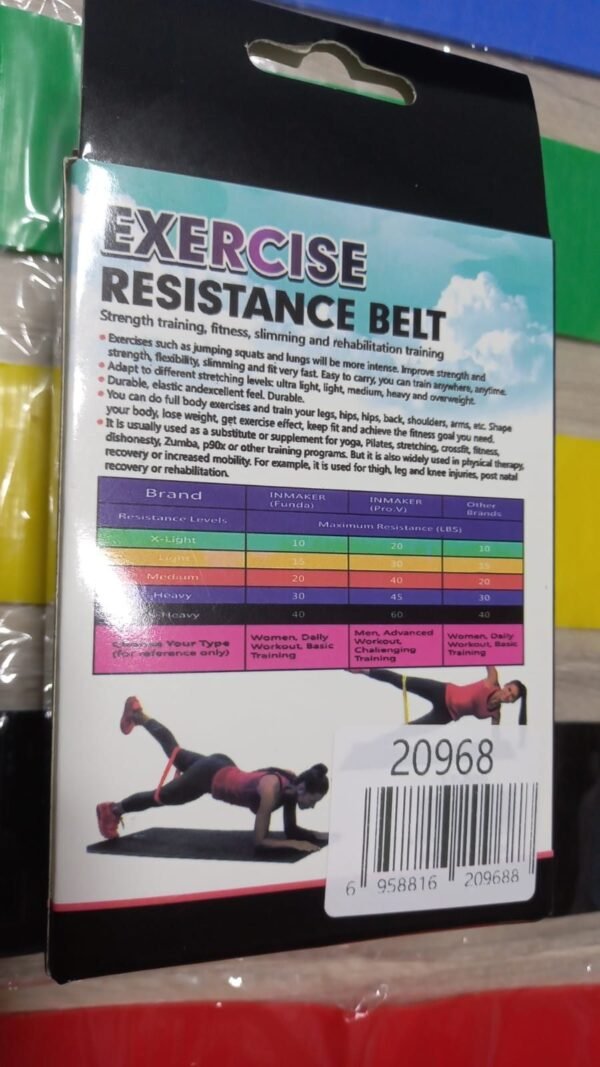 EXERCISE
RESISTANCE BELT
Strength training, fitness, slimming and rehabilitation training
• Exercises such as jumping squats and lungs will be more intense. Improve strength and
strength, flexibility, slimming and fit very fast. Easy to carry, you can train anywhere, anytime.
• Adapt to different stretching levels: ultra light, light, medium, heavy and overweight.
• Durable, elastic andexcellent feel. Durable.
• You can do full body exercises and train your legs, hips, hips, back, shoulders, arms, etc. Shape
your body, lose weight, get exercise effect, keep fit and achieve the fitness goal you need.
• It is usually used as a substitute or supplement for yoga, Pilates, stretching, crossfit, fitness,
dishonesty, Zumba, p90x or other training programs. But it is also widely used in physical therapy,
recovery or increased mobility. For example, it is used for thigh, leg and knee injuries, post natal
recovery or rehabilitation.
Brand INMAKER (Funda) INMAKER (Pro.V) Other Brands
Resistance Levels Maximum Resistance (LBS)
X-Light 10 20 10
Light 15 30 15
Medium 20 40 20
Heavy 30 45 30
X-Heavy 40 60 40
Choose Your Type (for reference only) Women, Daily Workout, Basic Training Men, Advanced Workout, Challenging Training Women, Daily Workout, Basic Training
20968
6 958816 209688